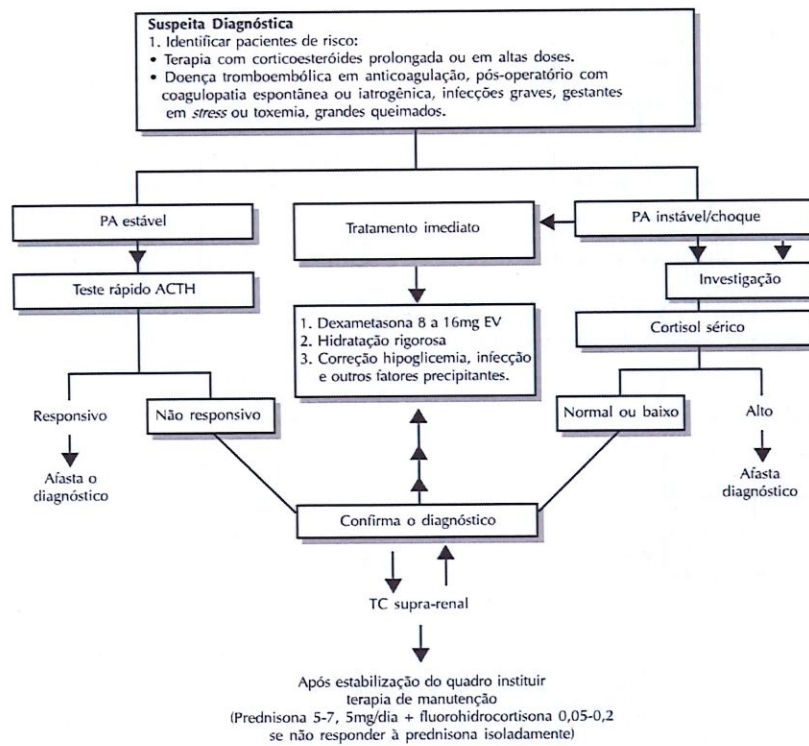 Suspeita Diagnóstica
1. Identificar pacientes de risco:
• Terapia com corticoesteróides prolongada ou em altas doses.
• Doença tromboembólica em anticoagulação, pós-operatório com
coagulopatia espontânea ou iatrogênica, infecções graves, gestantes
em stress ou toxemia, grandes queimados.
PA estável
Tratamento imediato
PA instável/choque
Teste rápido ACTH
Investigação
1. Dexametasona 8 a 16mg EV
2. Hidratação rigorosa
3. Correção hipoglicemia, infecção
e outros fatores precipitantes.
Cortisol sérico
Responsivo
Não responsivo
Normal ou baixo
Alto
Afasta o
diagnóstico
Afasta
diagnóstico
Confirma o diagnóstico
TC supra-renal
Após estabilização do quadro instituir
terapia de manutenção
(Prednisona 5-7, 5mg/dia + fluorohidrocortisona 0,05-0,2
se não responder à prednisona isoladamente)